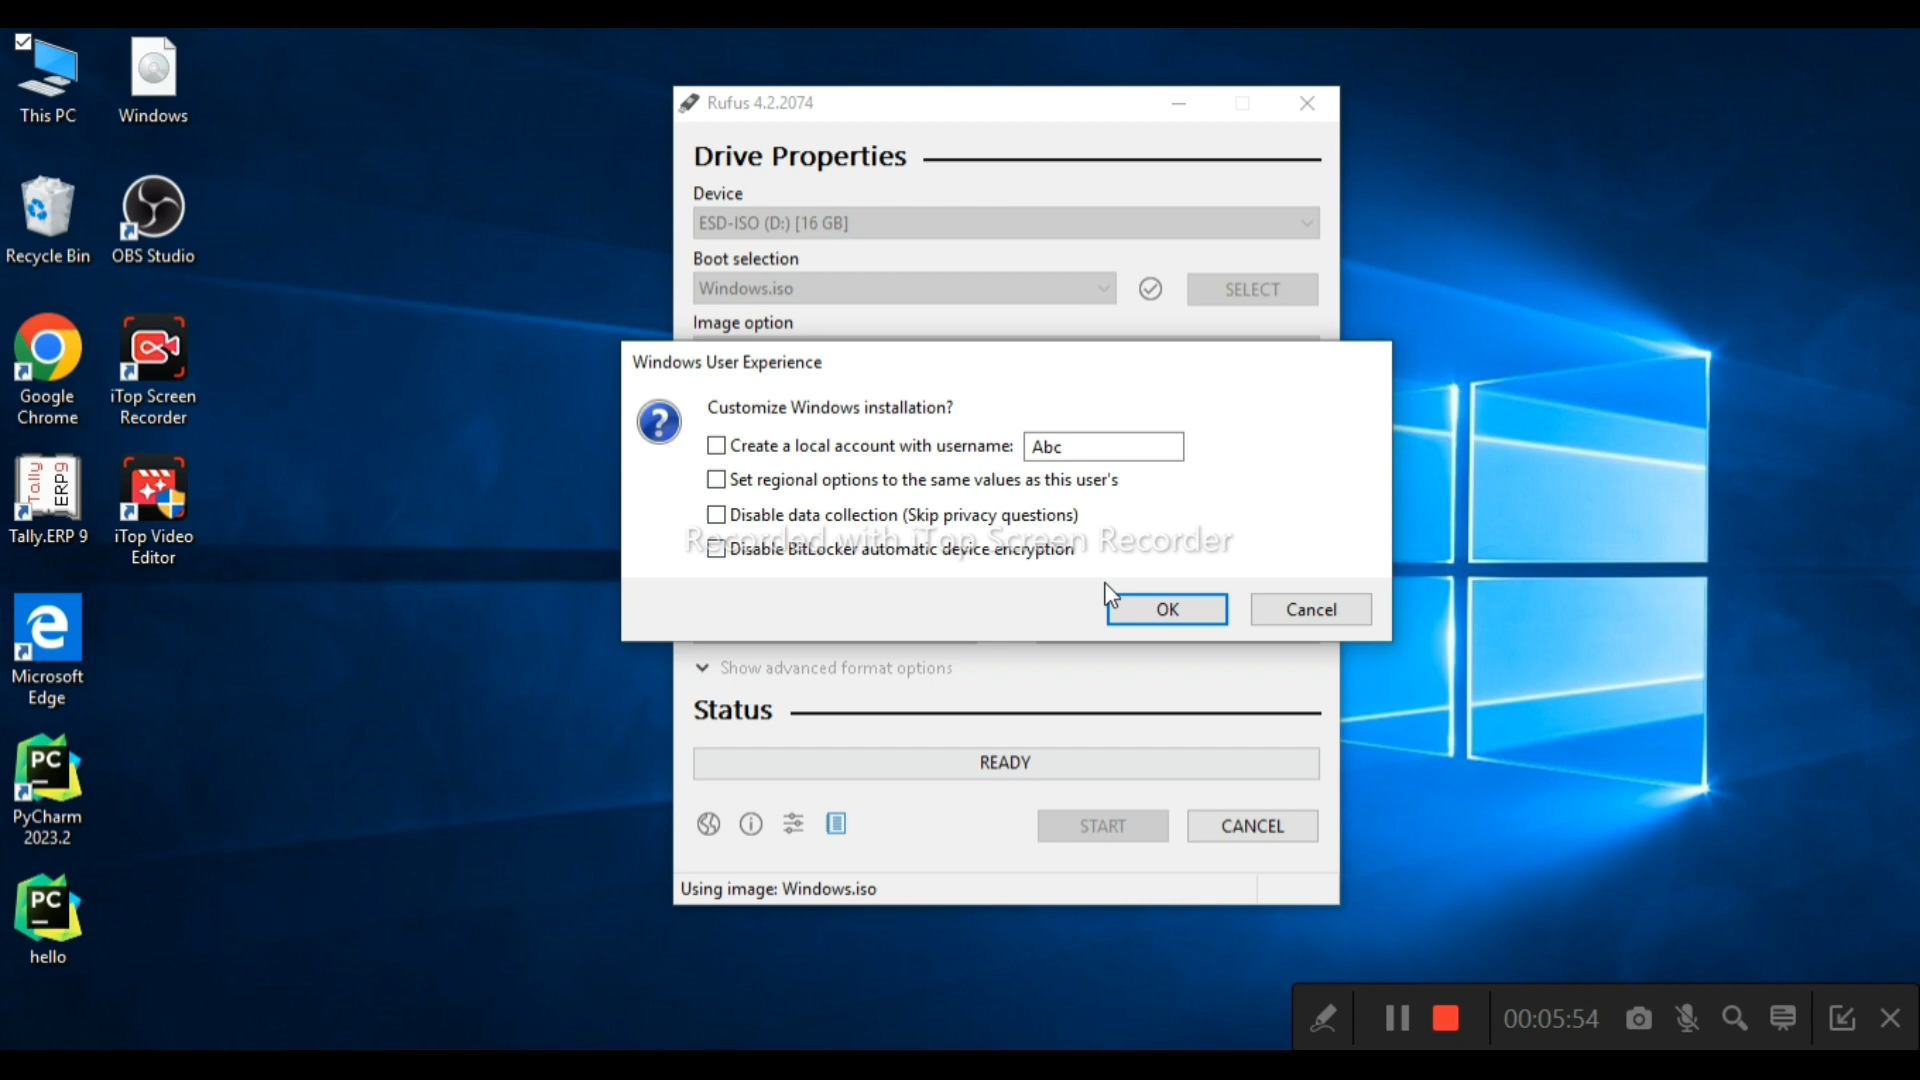 This PC
Windows
Recycle Bin
OBS Studio
Google
Chrome
iTop Screen
Recorder
Tally
ERP9
Tally.ERP 9
iTop Video
Editor
Microsoft
Edge
PC
PyCharm
2023.2
PC
hello
Rufus 4.2.2074
Drive Properties
Device
ESD-ISO (D:) [16 GB]
Boot selection
Windows.iso
SELECT
Image option
Windows User Experience
Customize Windows installation?
Create a local account with username: Abc
Set regional options to the same values as this user's
Disable data collection (Skip privacy questions)
Recorded with iTop Screen Recorder
Disable BitLocker automatic device encryption
OK
Cancel
Show advanced format options
Status
READY
START
CANCEL
Using image: Windows.iso
00:05:54